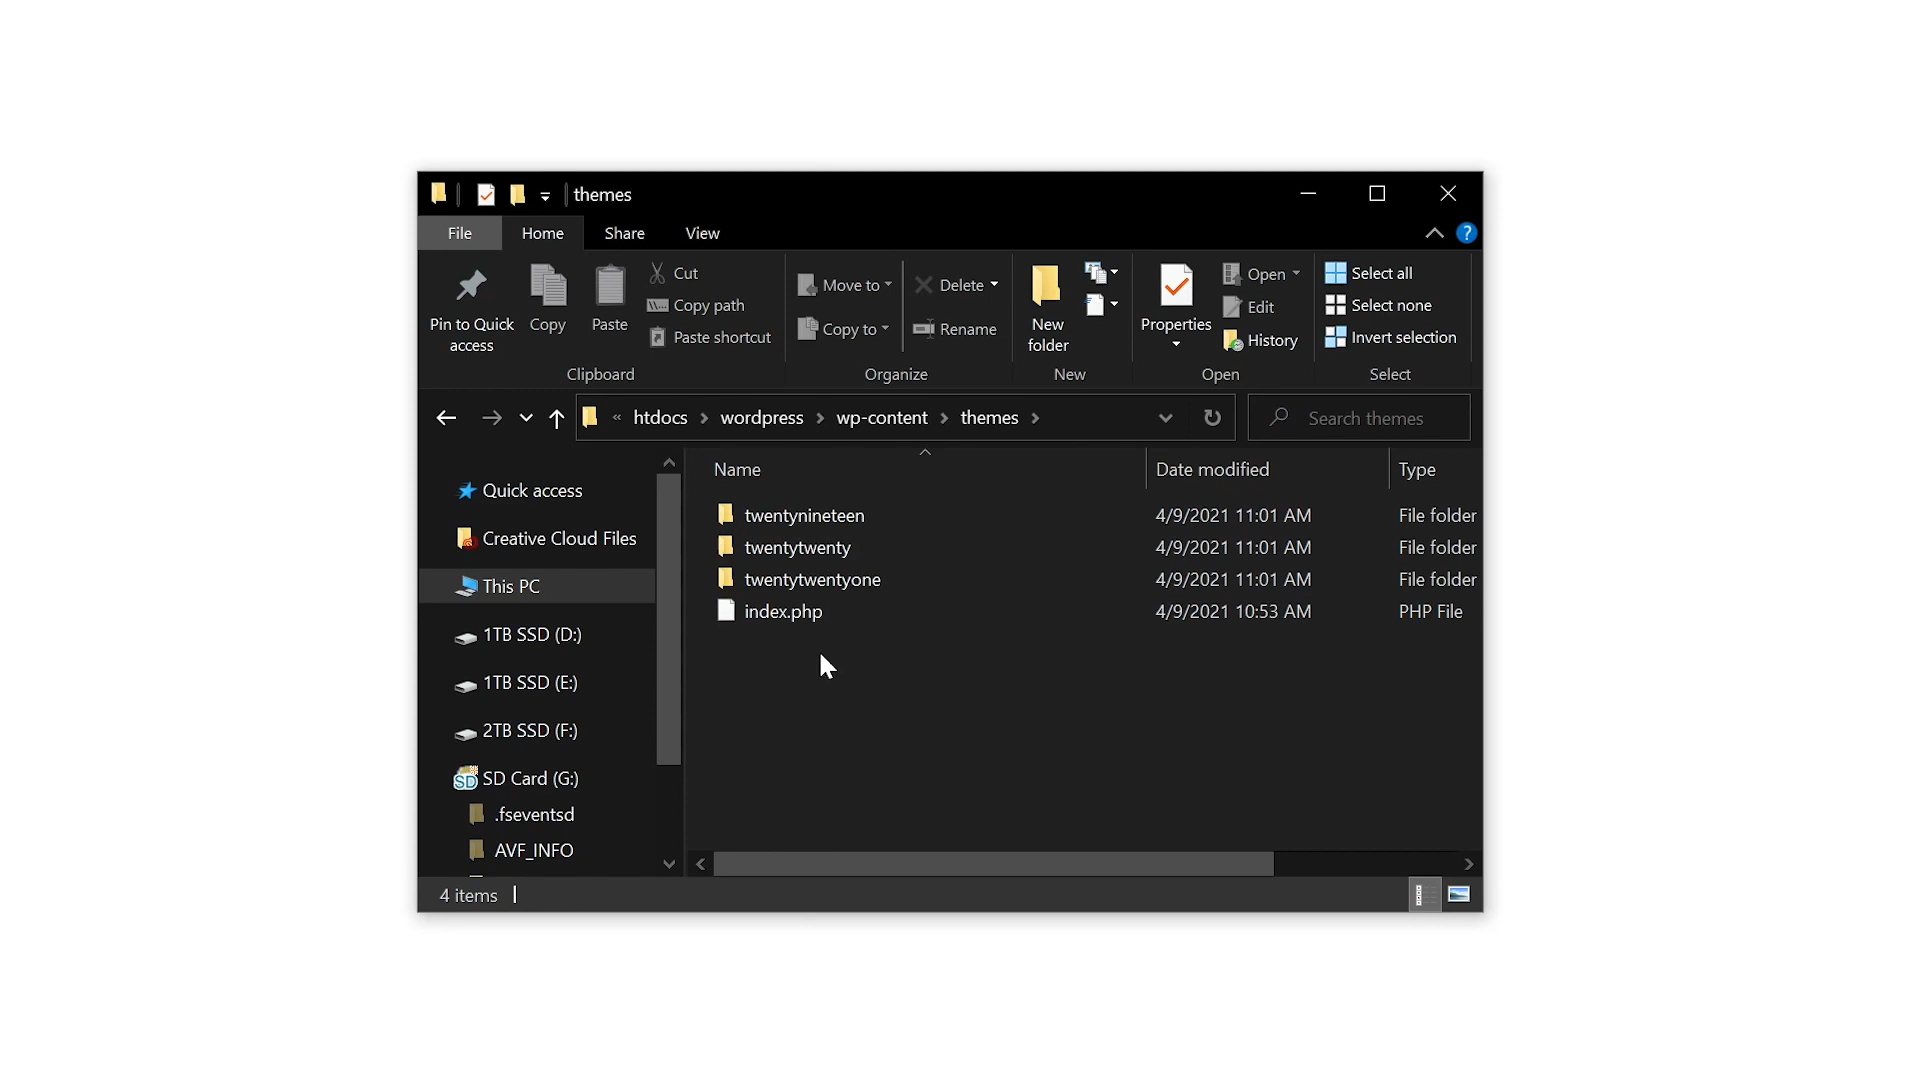 themes
File Home Share View
?
Pin to Quick access
Copy
Paste
Cut
Copy path
Paste shortcut
Clipboard
Move to
Copy to
Delete
Rename
Organize
New folder
New
Properties
Open
Edit
History
Open
Select all
Select none
Invert selection
Select
« htdocs › wordpress › wp-content › themes ›
Search themes
Quick access
Creative Cloud Files
This PC
1TB SSD (D:)
1TB SSD (E:)
2TB SSD (F:)
SD SD Card (G:)
.fseventsd
AVF_INFO
Name Date modified Type
twentynineteen 4/9/2021 11:01 AM File folder
twentytwenty 4/9/2021 11:01 AM File folder
twentytwentyone 4/9/2021 11:01 AM File folder
index.php 4/9/2021 10:53 AM PHP File
4 items